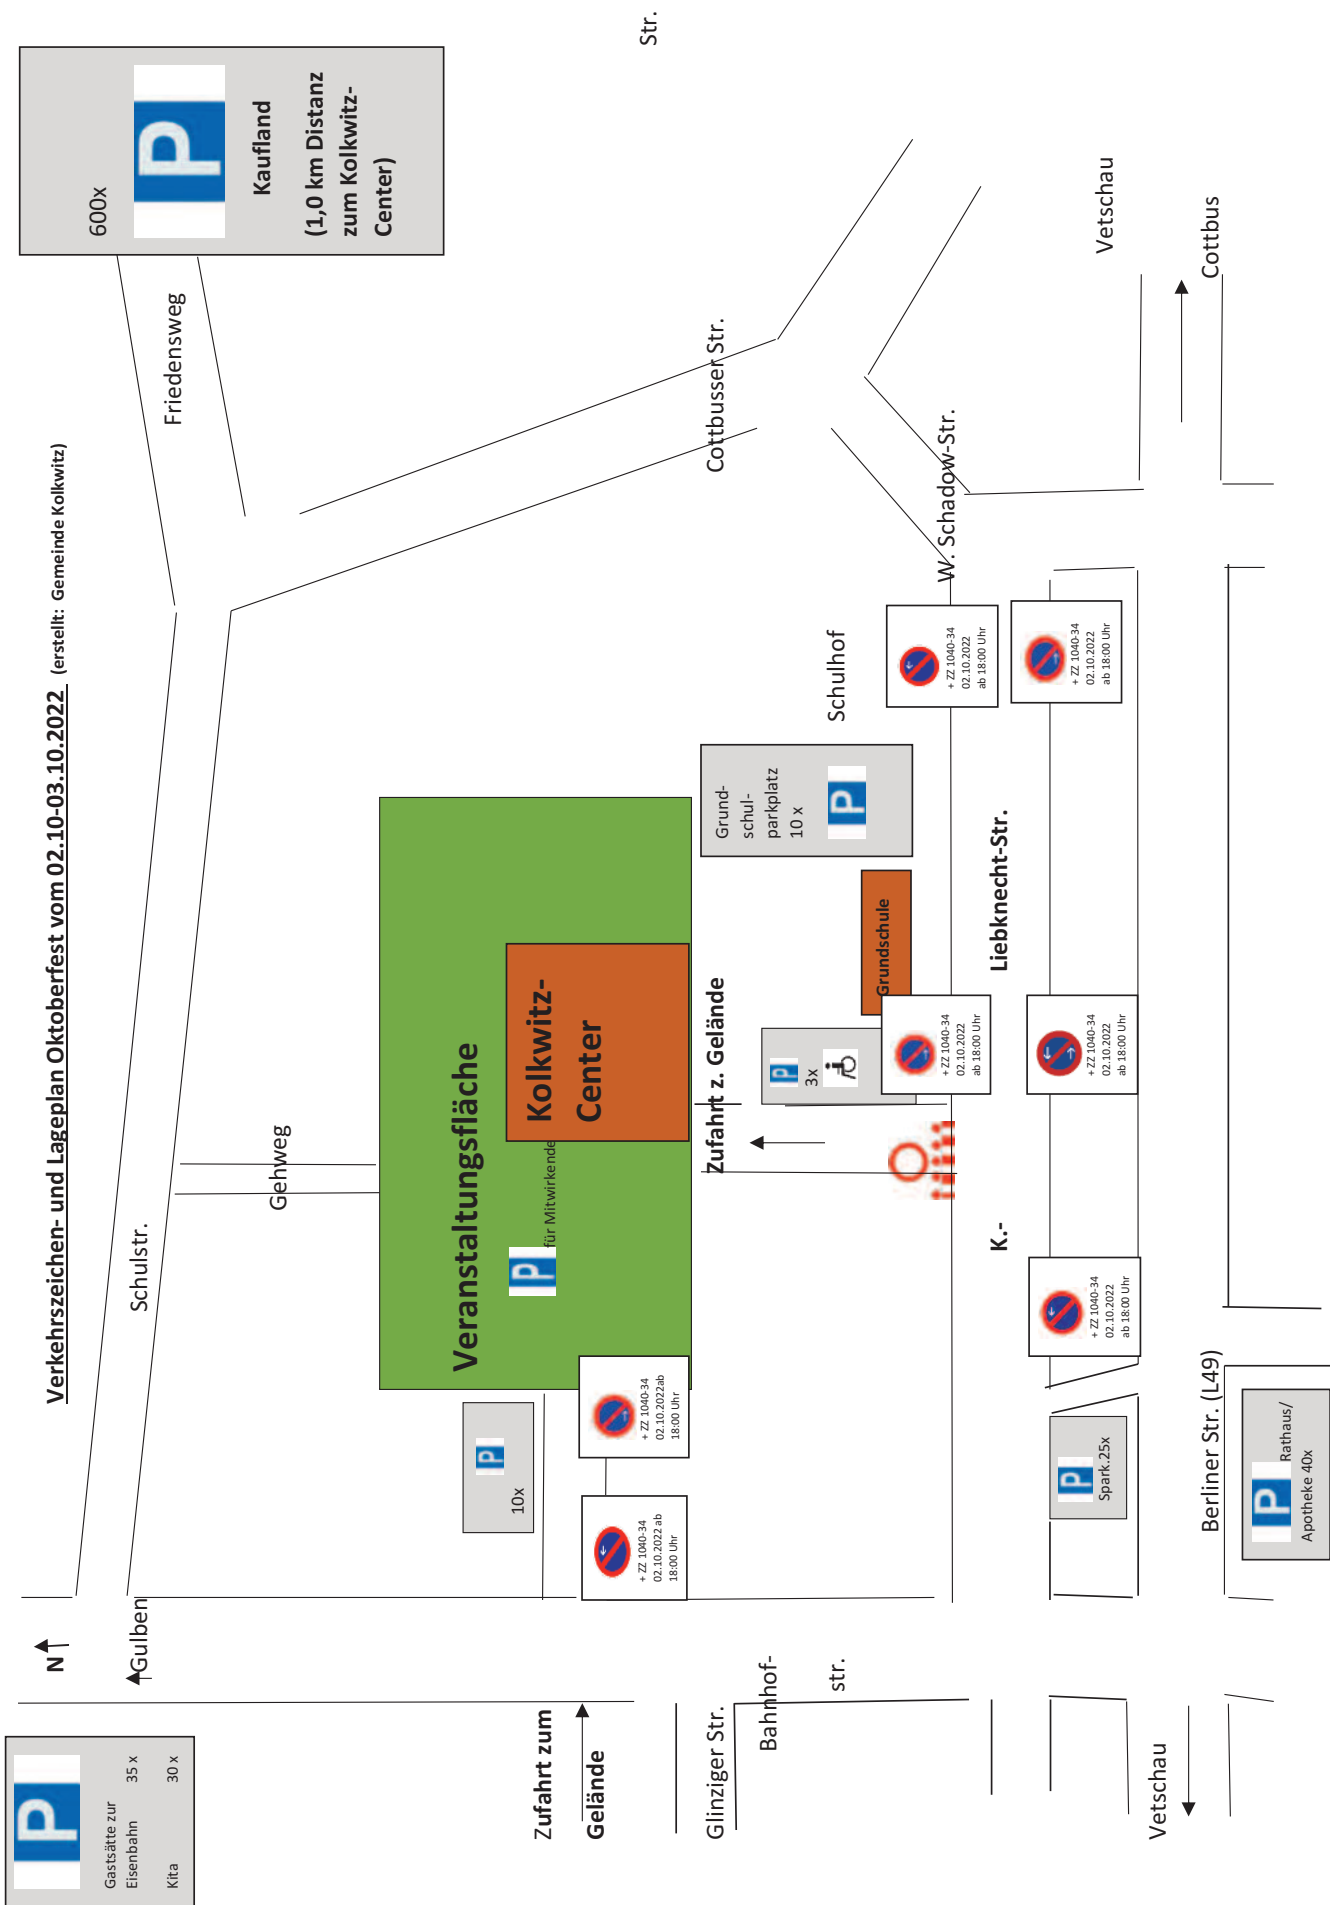 Verkehrszeichen- und Lageplan Oktoberfest vom 02.10-03.10.2022 (erstellt: Gemeinde Kolkwitz)
P
Gastsätte zur
Eisenbahn 35 x
Kita 30 x
N
Gulben
Schulstr.
Gehweg
Friedensweg
600x
P
Kaufland
(1,0 km Distanz
zum Kolkwitz-
Center)
Str.
Cottbusser Str.
Veranstaltungsfläche
P
für Mitwirkende
Kolkwitz-
Center
P
10x
+ ZZ 1040-34
02.10.2022 ab
18:00 Uhr
+ ZZ 1040-34
02.10.2022ab
18:00 Uhr
Zufahrt zum
Gelände
Glinziger Str.
Bahnhof-
str.
Zufahrt z. Gelände
P
3x
Grundschule
Grund-
schul-
parkplatz
10 x
P
Schulhof
W. Schadow-Str.
+ ZZ 1040-34
02.10.2022
ab 18:00 Uhr
+ ZZ 1040-34
02.10.2022
ab 18:00 Uhr
K.-
Liebknecht-Str.
+ ZZ 1040-34
02.10.2022
ab 18:00 Uhr
+ ZZ 1040-34
02.10.2022
ab 18:00 Uhr
+ ZZ 1040-34
02.10.2022
ab 18:00 Uhr
P
Spark.25x
Vetschau
Vetschau
Cottbus
Berliner Str. (L49)
P
Rathaus/
Apotheke 40x